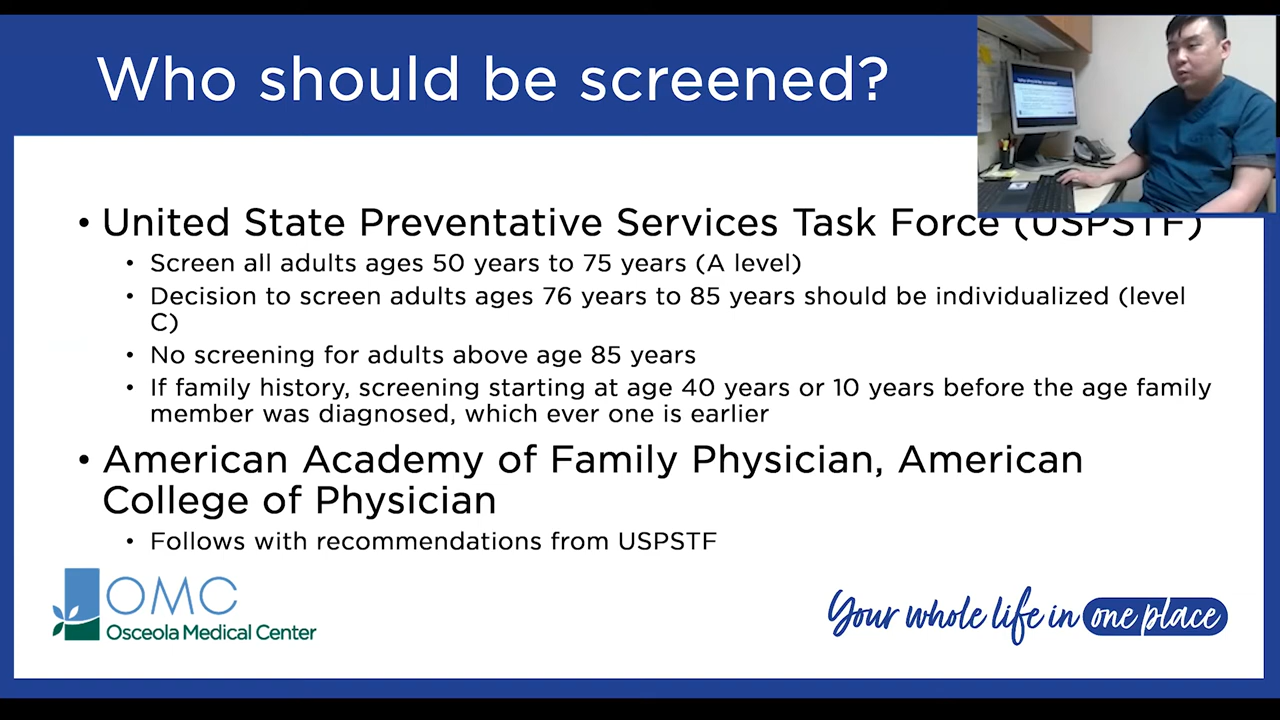 Who should be screened?
• United State Preventative Services Task Force (USPSTF)
• Screen all adults ages 50 years to 75 years (A level)
• Decision to screen adults ages 76 years to 85 years should be individualized (level
C)
• No screening for adults above age 85 years
• If family history, screening starting at age 40 years or 10 years before the age family
member was diagnosed, which ever one is earlier
• American Academy of Family Physician, American
College of Physician
• Follows with recommendations from USPSTF
OMC
Osceola Medical Center
Your whole life in one place